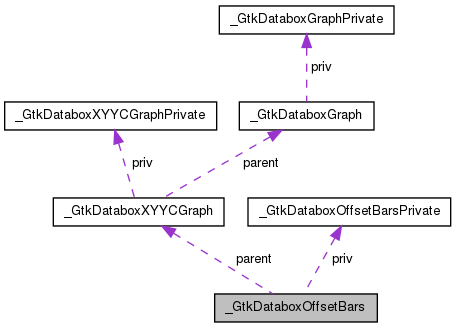 _GtkDataboxGraphPrivate
priv
_GtkDataboxXYYCGraphPrivate
_GtkDataboxGraph
priv
parent
_GtkDataboxXYYCGraph
_GtkDataboxOffsetBarsPrivate
parent
priv
_GtkDataboxOffsetBars